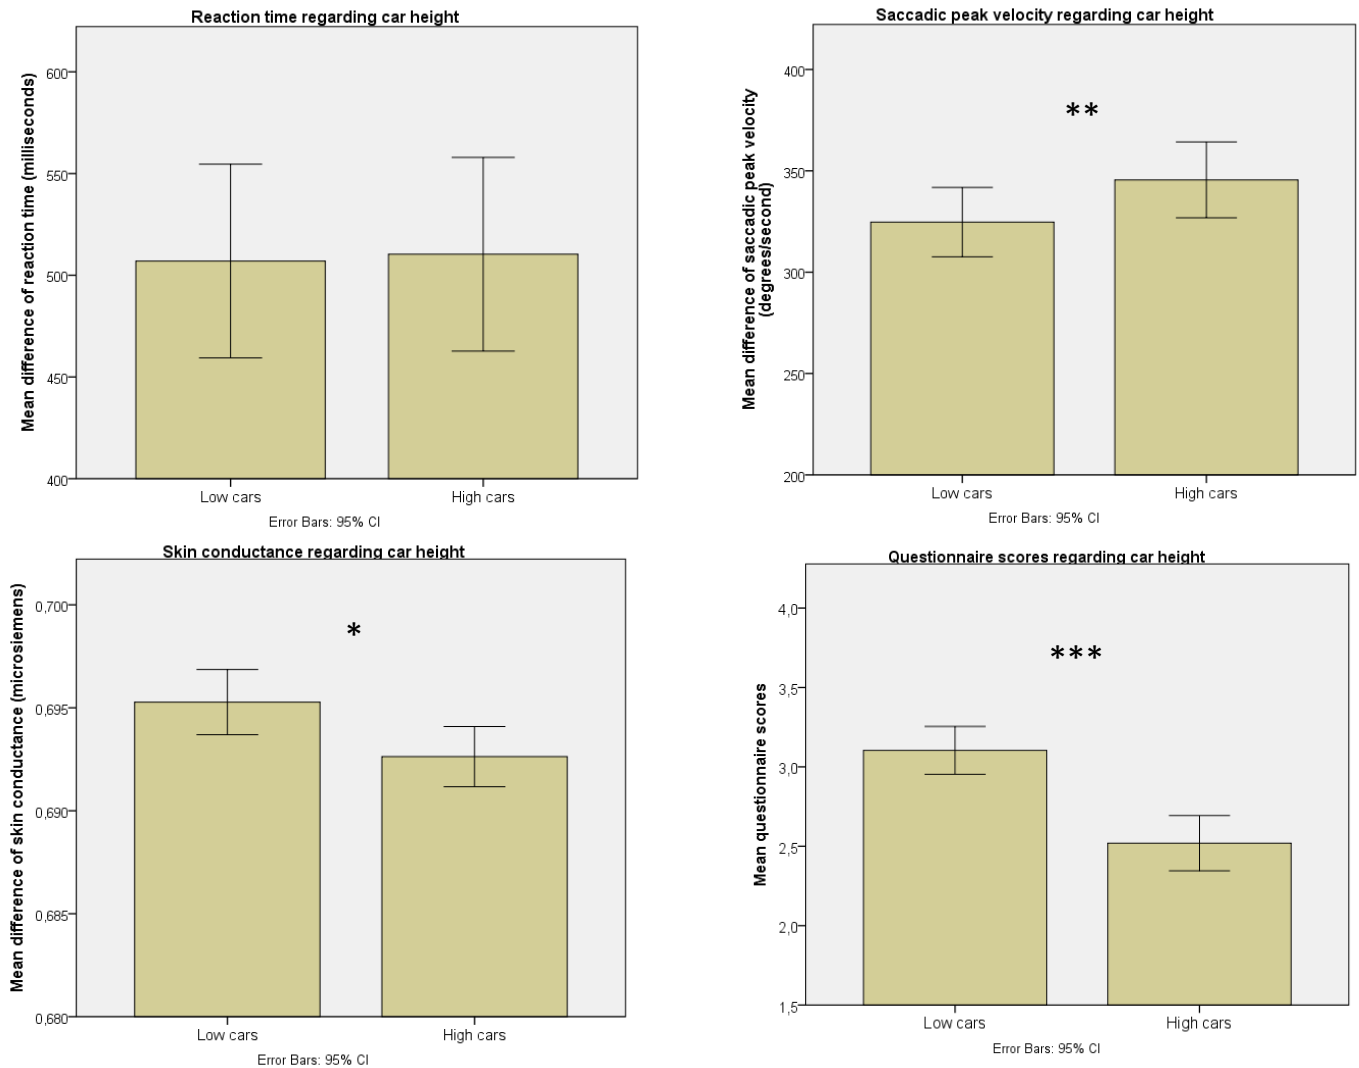 Reaction time regarding car height
Mean difference of reaction time (milliseconds)
600
550
500
450
400
Low cars
High cars
Error Bars: 95% CI
Saccadic peak velocity regarding car height
Mean difference of saccadic peak velocity
(degrees/second)
400
350
300
250
200
**
Low cars
High cars
Error Bars: 95% CI
Skin conductance regarding car height
Mean difference of skin conductance (microsiemens)
0,700
0,695
0,690
0,685
0,680
*
Low cars
High cars
Error Bars: 95% CI
Questionnaire scores regarding car height
Mean questionnaire scores
4,0
3,5
3,0
2,5
2,0
1,5
***
Low cars
High cars
Error Bars: 95% CI